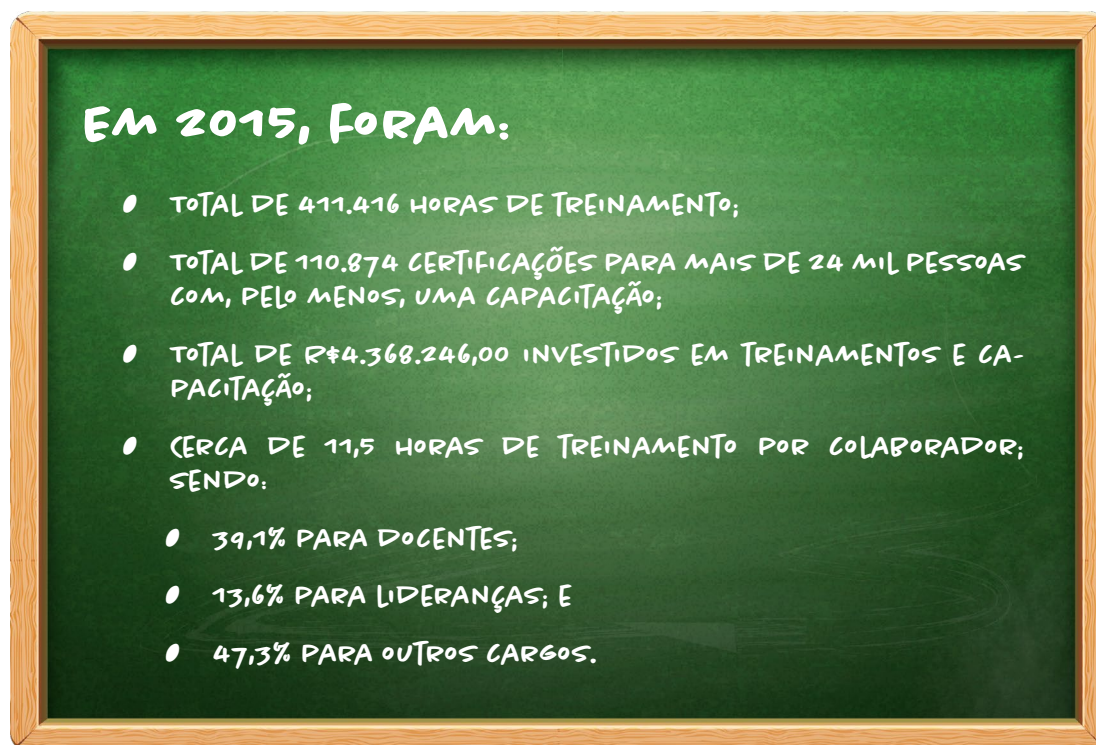 EM 2015, FORAM:
• TOTAL DE 411.416 HORAS DE TREINAMENTO;
• TOTAL DE 110.874 CERTIFICAÇÕES PARA MAIS DE 24 MIL PESSOAS
COM, PELO MENOS, UMA CAPACITAÇÃO;
• TOTAL DE R$4.368.246,00 INVESTIDOS EM TREINAMENTOS E CA-
PACITAÇÃO;
• CERCA DE 11,5 HORAS DE TREINAMENTO POR COLABORADOR;
SENDO:
• 39,1% PARA DOCENTES;
• 13,6% PARA LIDERANÇAS; E
• 47,3% PARA OUTROS CARGOS.